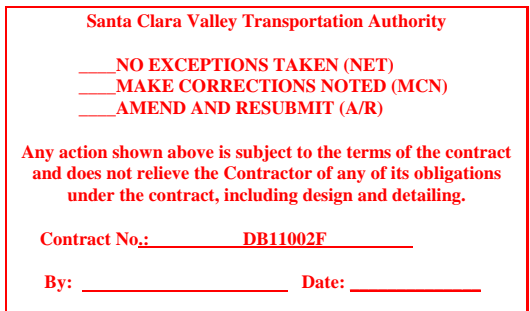 Santa Clara Valley Transportation Authority
____NO EXCEPTIONS TAKEN (NET)
____MAKE CORRECTIONS NOTED (MCN)
____AMEND AND RESUBMIT (A/R)
Any action shown above is subject to the terms of the contract
and does not relieve the Contractor of any of its obligations
under the contract, including design and detailing.
Contract No.: DB11002F
By: ____________________ Date: ______________